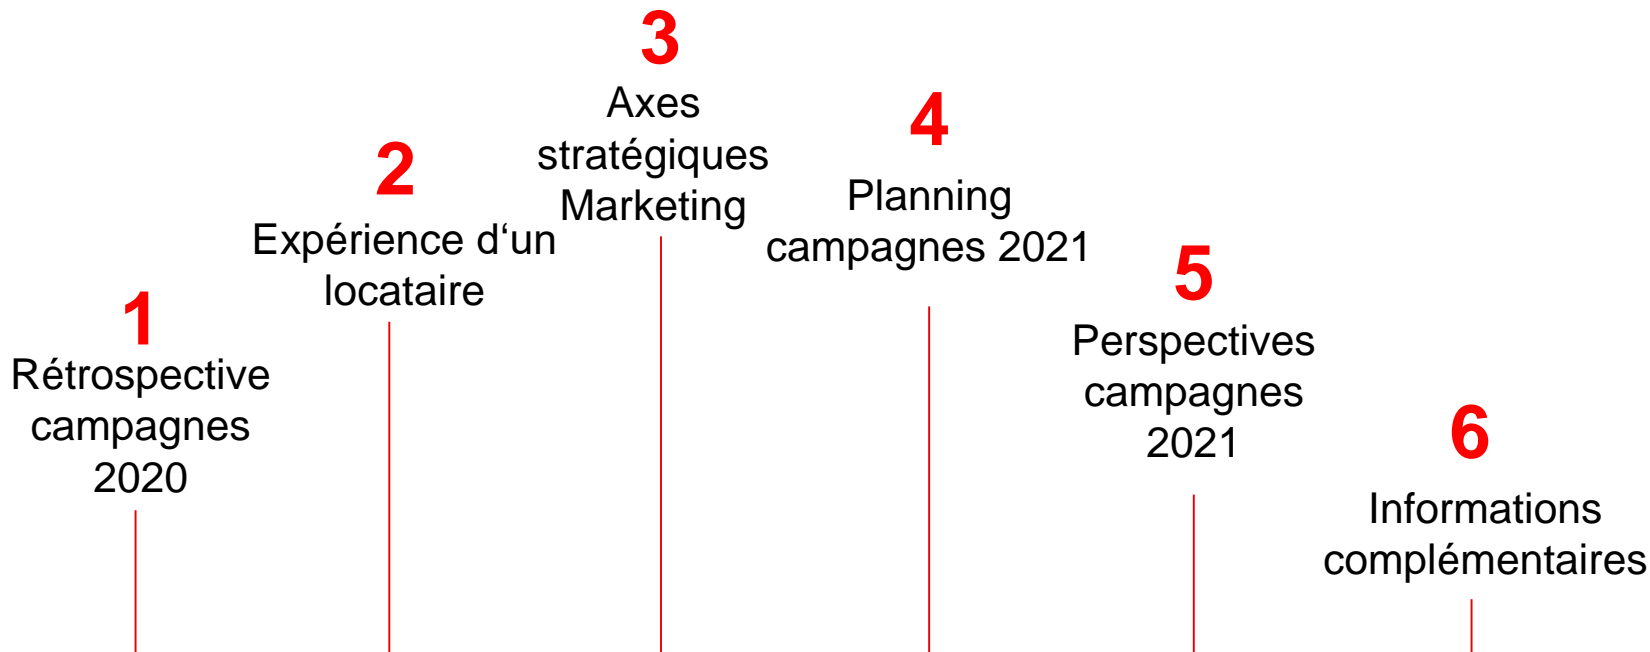 1
Rétrospective
campagnes
2020
2
Expérience d‘un
locataire
3
Axes
stratégiques
Marketing
4
Planning
campagnes 2021
5
Perspectives
campagnes
2021
6
Informations
complémentaires